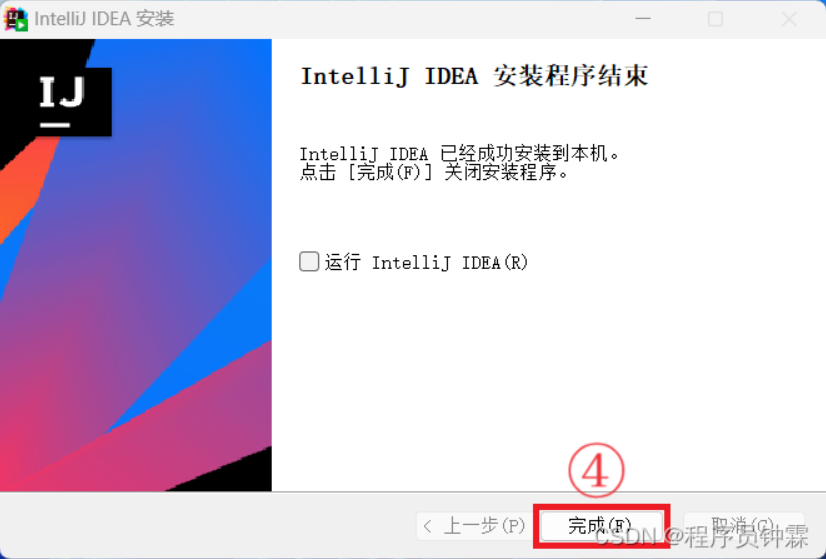 IntelliJ IDEA 安装
IJ
IntelliJ IDEA 安装程序结束
IntelliJ IDEA 已经成功安装到本机。
点击 [完成(F)] 关闭安装程序。
运行 IntelliJ IDEA(R)
④
< 上一步(P) 完成(F) 取消(C)
CSDN @程序员钟霖